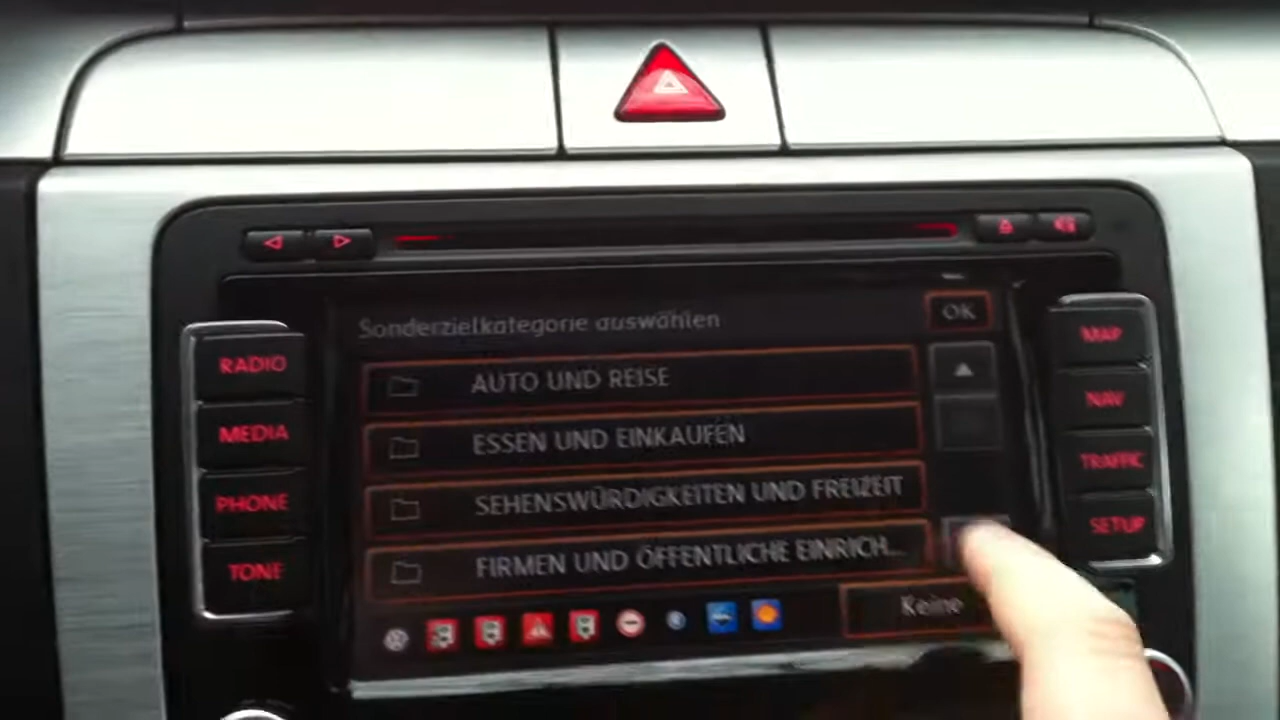 Sonderzielkategorie auswählen
OK
RADIO
AUTO UND REISE
MAP
MEDIA
ESSEN UND EINKAUFEN
NAV
PHONE
SEHENSWÜRDIGKEITEN UND FREIZEIT
TRAFFIC
TONE
FIRMEN UND ÖFFENTLICHE EINRICH...
SETUP
Keine